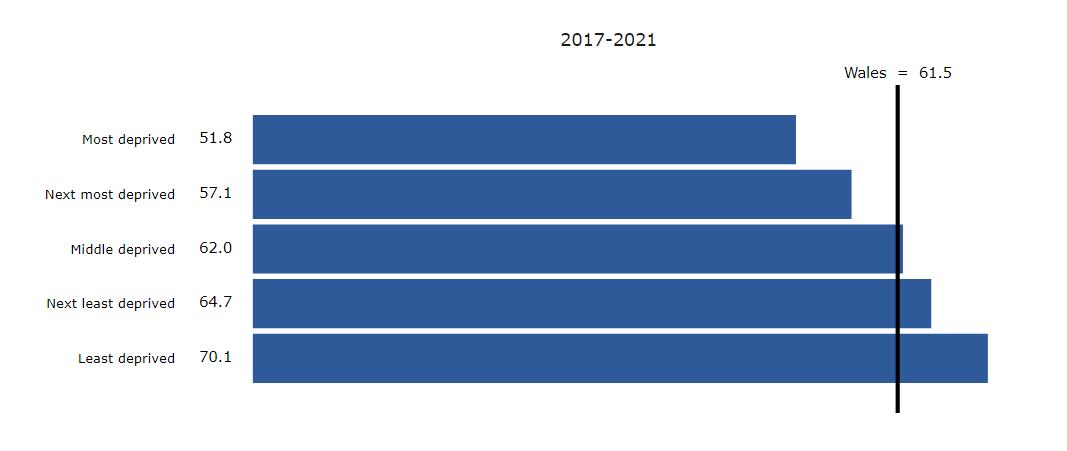 2017-2021
Wales = 61.5
Most deprived 51.8
Next most deprived 57.1
Middle deprived 62.0
Next least deprived 64.7
Least deprived 70.1